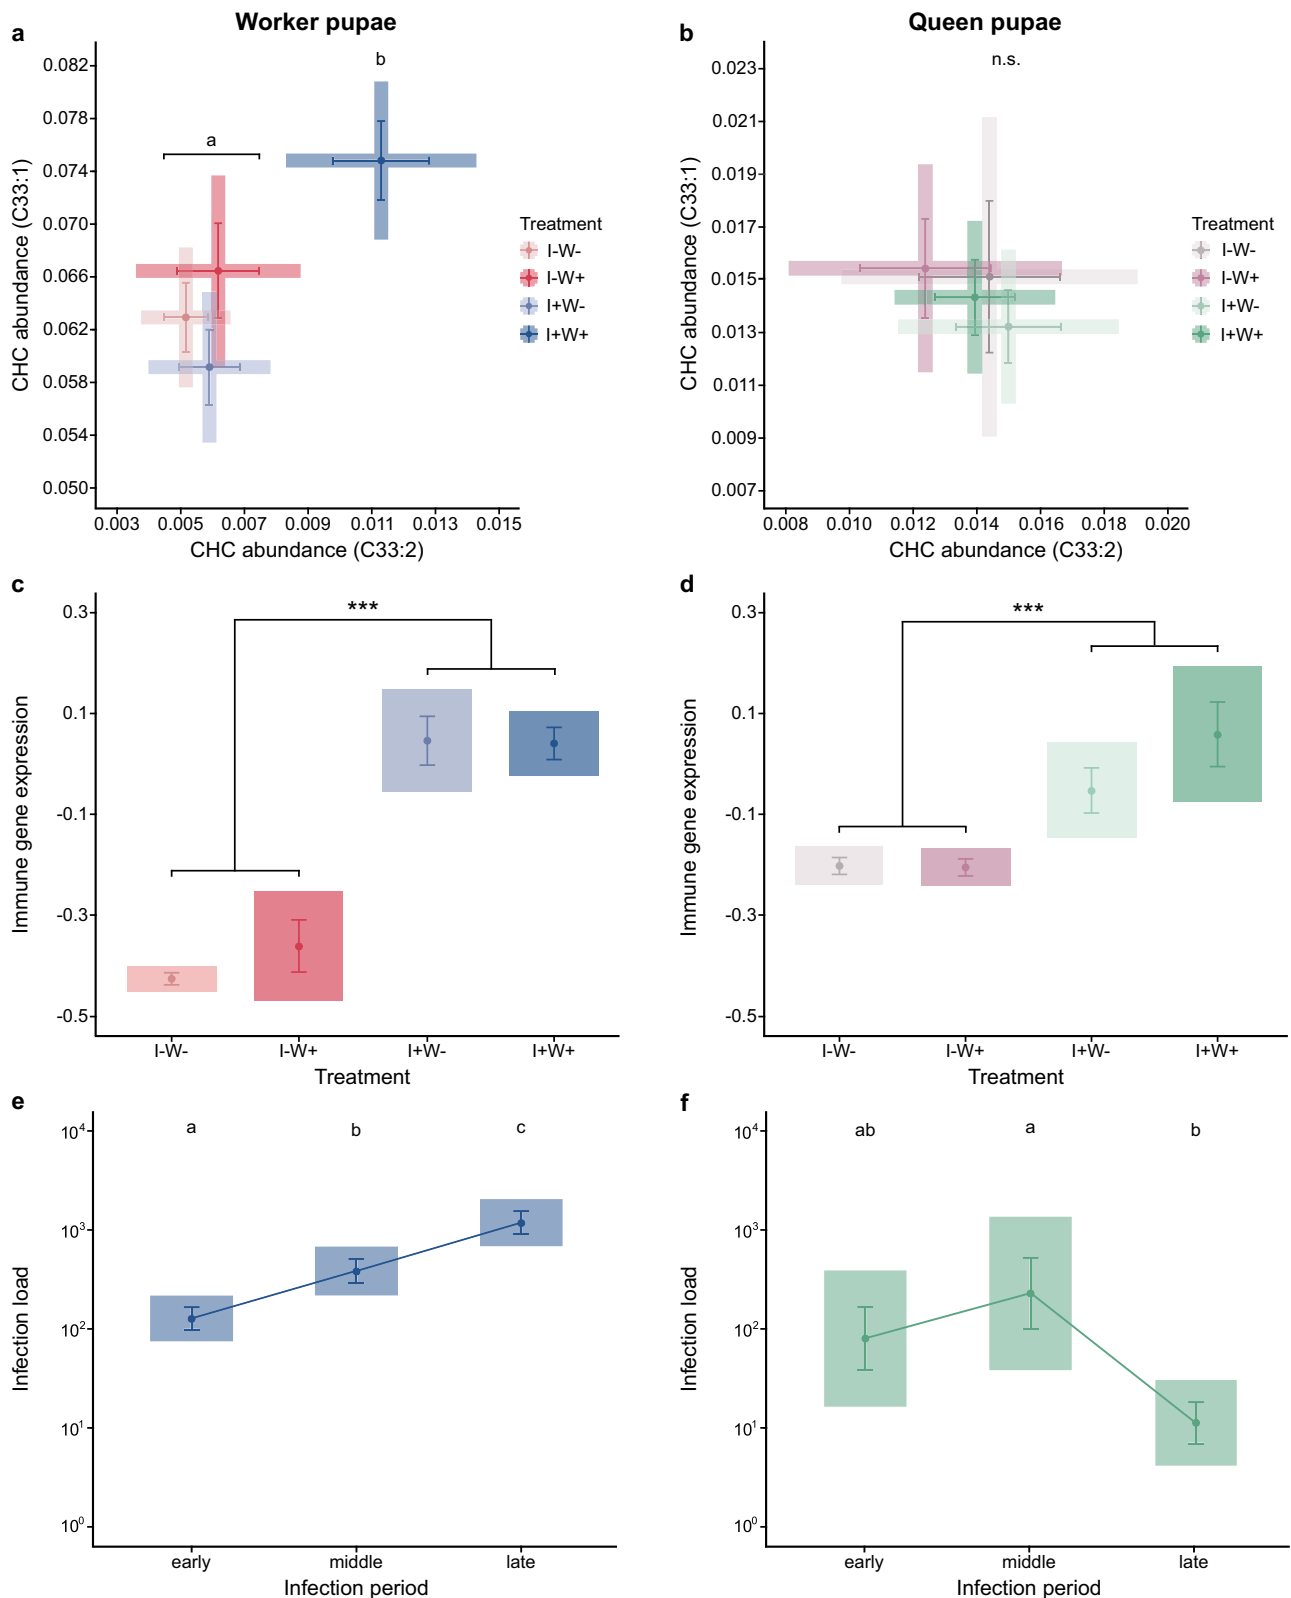 a
Worker pupae
CHC abundance (C33:1)
0.082
0.078
0.074
0.070
0.066
0.062
0.058
0.054
0.050
a
b
0.003 0.005 0.007 0.009 0.011 0.013 0.015
CHC abundance (C33:2)
Treatment
I-W-
I-W+
I+W-
I+W+
b
Queen pupae
CHC abundance (C33:1)
0.023
0.021
0.019
0.017
0.015
0.013
0.011
0.009
0.007
n.s.
0.008 0.010 0.012 0.014 0.016 0.018 0.020
CHC abundance (C33:2)
Treatment
I-W-
I-W+
I+W-
I+W+
c
Immune gene expression
0.3
0.1
-0.1
-0.3
-0.5
***
I-W- I-W+ I+W- I+W+
Treatment
d
Immune gene expression
0.3
0.1
-0.1
-0.3
-0.5
***
I-W- I-W+ I+W- I+W+
Treatment
e
Infection load
10⁴
10³
10²
10¹
10⁰
a b c
early middle late
Infection period
f
Infection load
10⁴
10³
10²
10¹
10⁰
ab a b
early middle late
Infection period